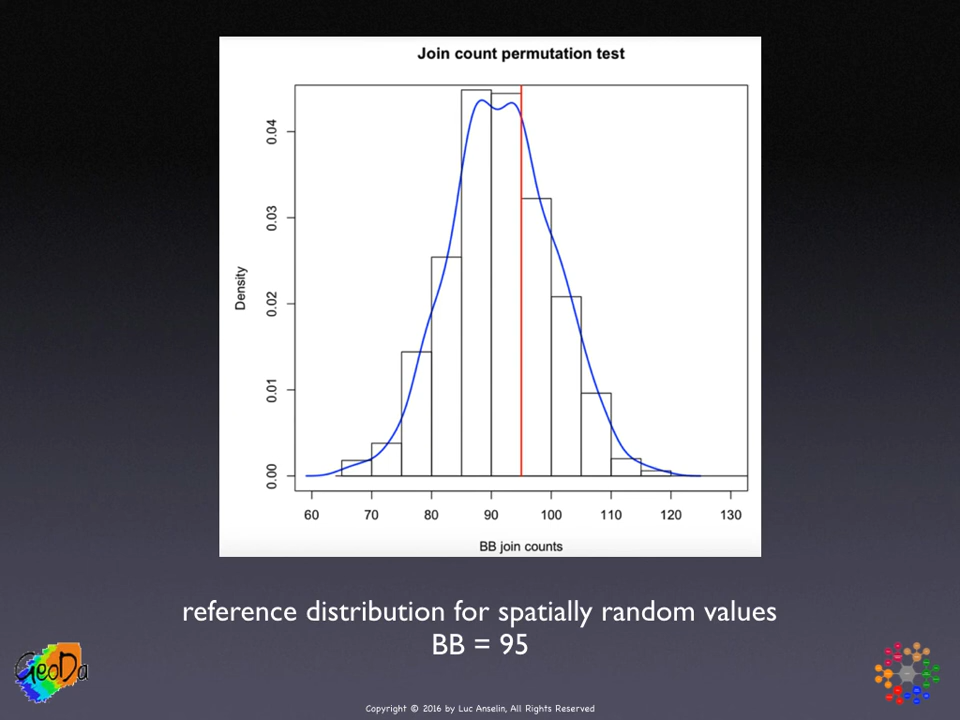 Join count permutation test
0.04
0.03
0.02
0.01
0.00
Density
60 70 80 90 100 110 120 130
BB join counts
reference distribution for spatially random values
BB = 95
GeoDa
Copyright © 2016 by Luc Anselin, All Rights Reserved